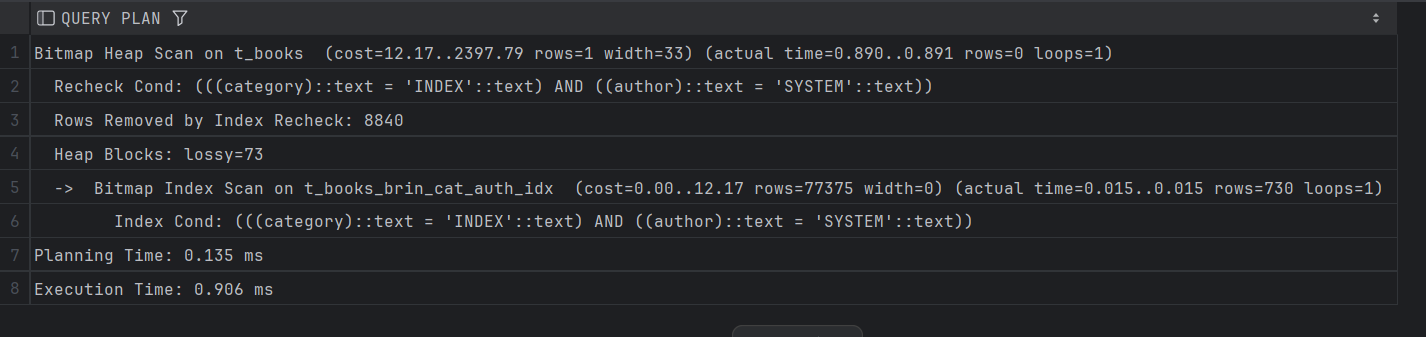 QUERY PLAN
1 Bitmap Heap Scan on t_books  (cost=12.17..2397.79 rows=1 width=33) (actual time=0.890..0.891 rows=0 loops=1)
2   Recheck Cond: (((category)::text = 'INDEX'::text) AND ((author)::text = 'SYSTEM'::text))
3   Rows Removed by Index Recheck: 8840
4   Heap Blocks: lossy=73
5   ->  Bitmap Index Scan on t_books_brin_cat_auth_idx  (cost=0.00..12.17 rows=77375 width=0) (actual time=0.015..0.015 rows=730 loops=1)
6         Index Cond: (((category)::text = 'INDEX'::text) AND ((author)::text = 'SYSTEM'::text))
7 Planning Time: 0.135 ms
8 Execution Time: 0.906 ms